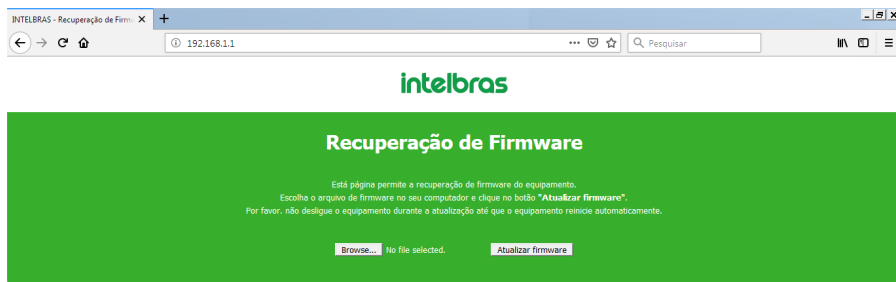 INTELBRAS - Recuperação de Firmw
192.168.1.1
Pesquisar
intelbras
Recuperação de Firmware
Está página permite a recuperação de firmware do equipamento.
Escolha o arquivo de firmware no seu computador e clique no botão "Atualizar firmware".
Por favor, não desligue o equipamento durante a atualização até que o equipamento reinicie automaticamente.
Browse... No file selected. Atualizar firmware